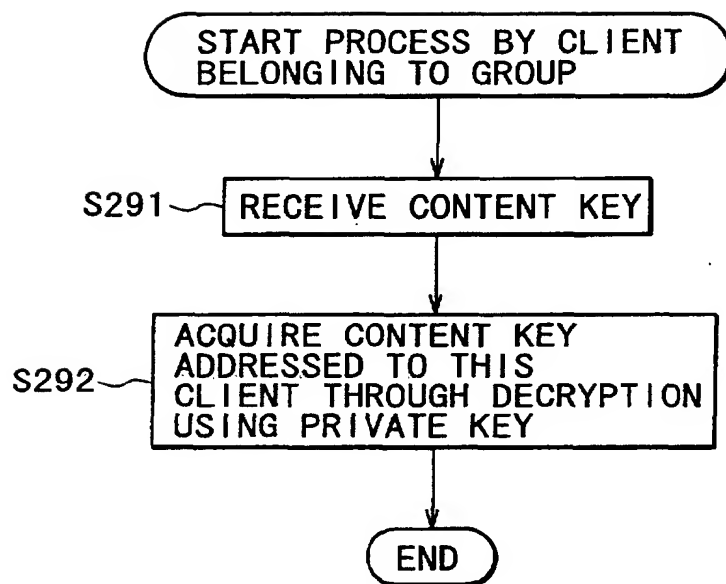 START PROCESS BY CLIENT
BELONGING TO GROUP
S291
RECEIVE CONTENT KEY
S292
ACQUIRE CONTENT KEY
ADDRESSED TO THIS
CLIENT THROUGH DECRYPTION
USING PRIVATE KEY
END